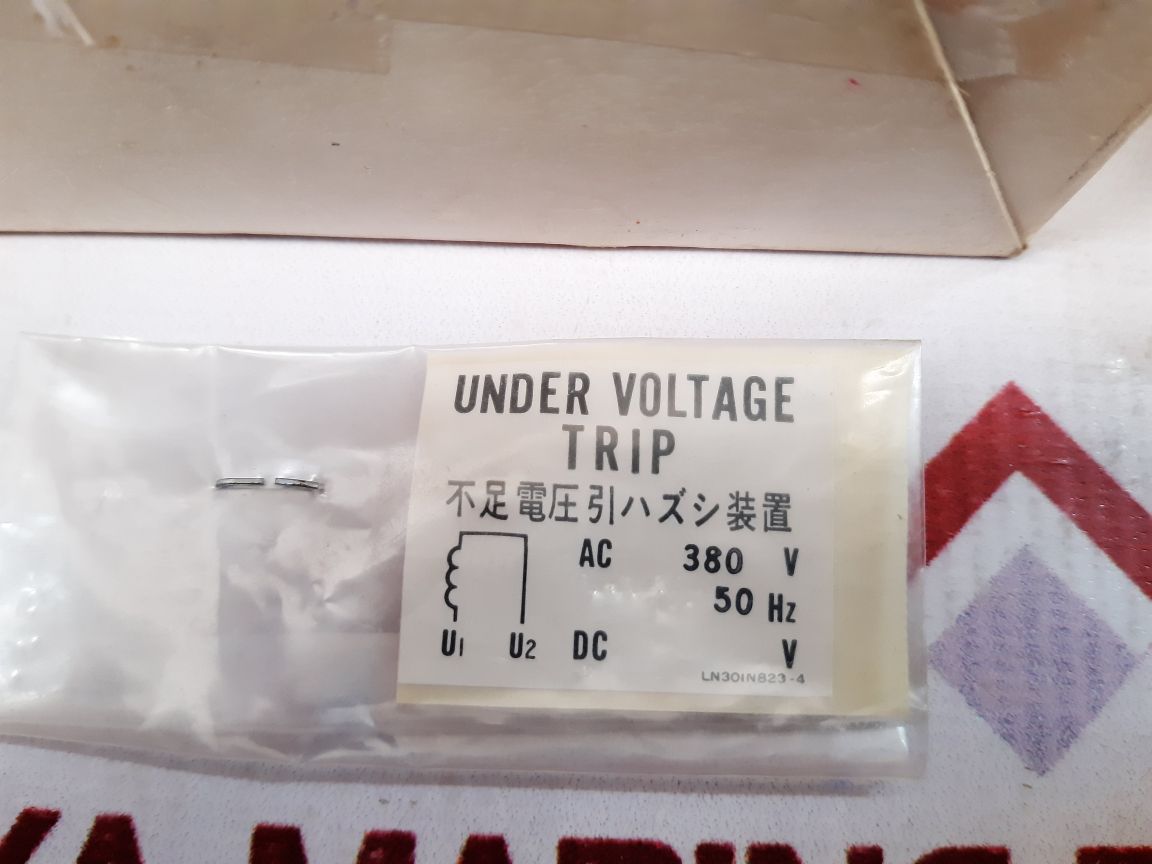 UNDER VOLTAGE
TRIP
不足電圧引ハズシ装置
AC 380 V
50 Hz
U1 U2 DC V
LN301N823-4